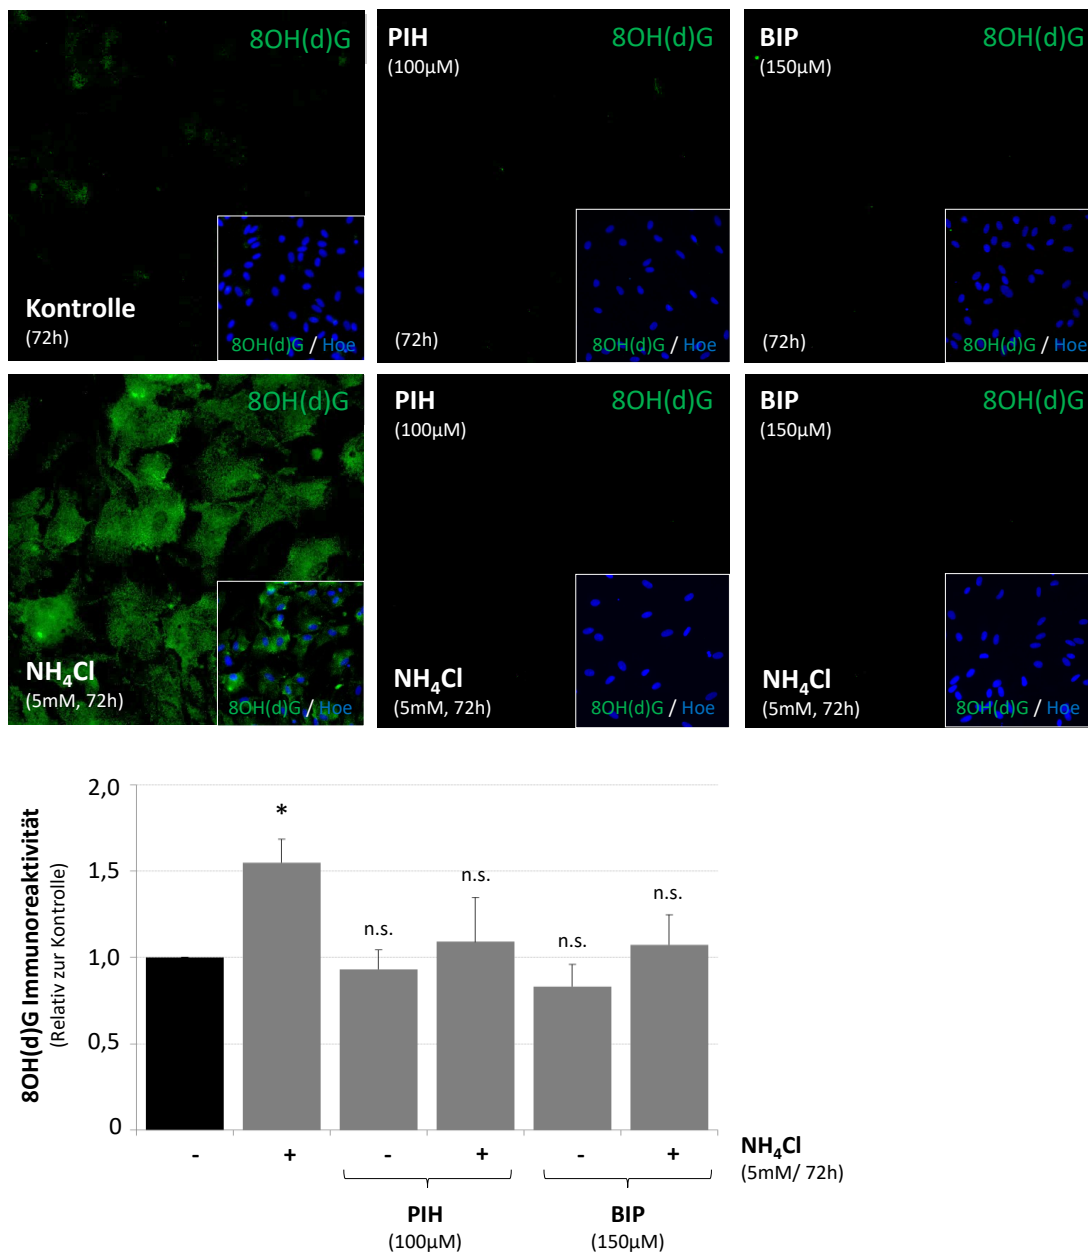 8OH(d)G
Kontrolle
(72h)
8OH(d)G / Hoe
PIH
(100µM)
8OH(d)G
(72h)
8OH(d)G / Hoe
BIP
(150µM)
8OH(d)G
(72h)
8OH(d)G / Hoe
8OH(d)G
NH₄Cl
(5mM, 72h)
8OH(d)G / Hoe
PIH
(100µM)
8OH(d)G
NH₄Cl
(5mM, 72h)
8OH(d)G / Hoe
BIP
(150µM)
8OH(d)G
NH₄Cl
(5mM, 72h)
8OH(d)G / Hoe
8OH(d)G Immunoreaktivität
(Relativ zur Kontrolle)
2,0
1,5
1,0
0,5
0
*
n.s.
n.s.
n.s.
n.s.
- + - + - +
NH₄Cl
(5mM/ 72h)
PIH
(100µM)
BIP
(150µM)